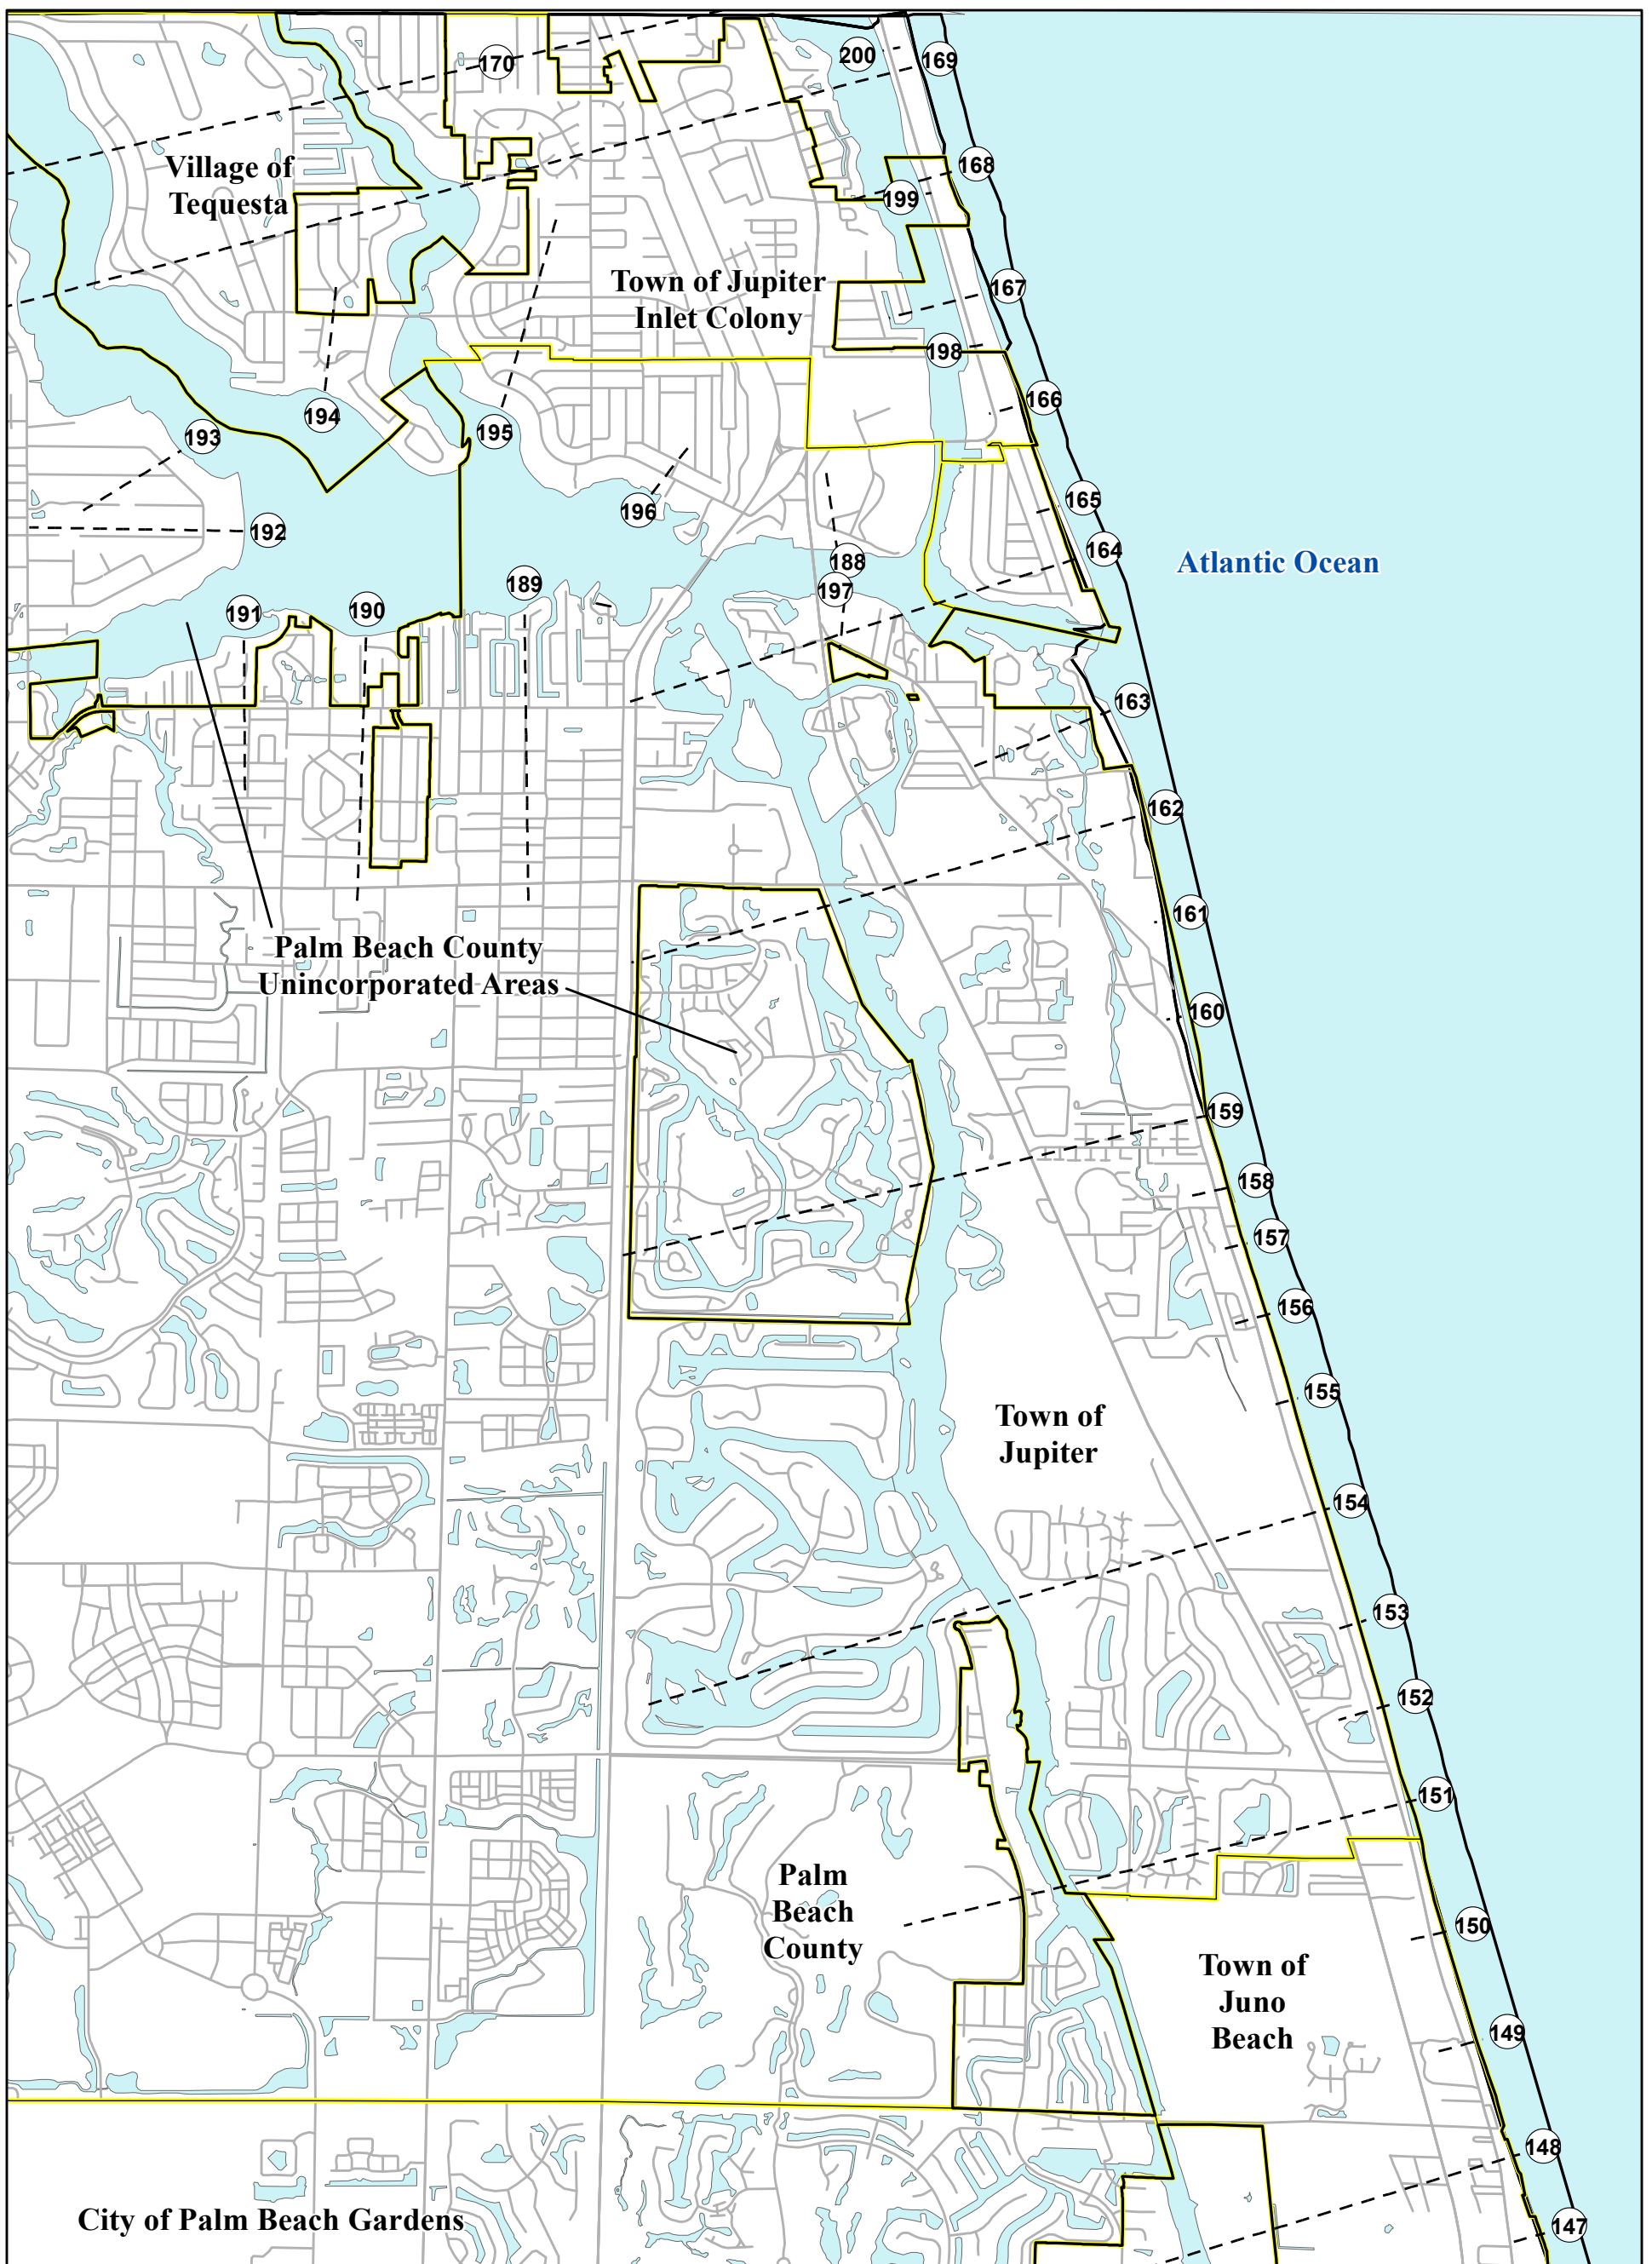 200
169
170
168
Village of
Tequesta
199
Town of Jupiter
Inlet Colony
167
198
166
194
195
193
165
196
192
164
Atlantic Ocean
188
189
197
191
190
163
162
161
Palm Beach County
Unincorporated Areas
160
159
158
157
156
155
Town of
Jupiter
154
153
152
151
Palm
Beach
County
150
Town of
Juno
Beach
149
148
City of Palm Beach Gardens
147